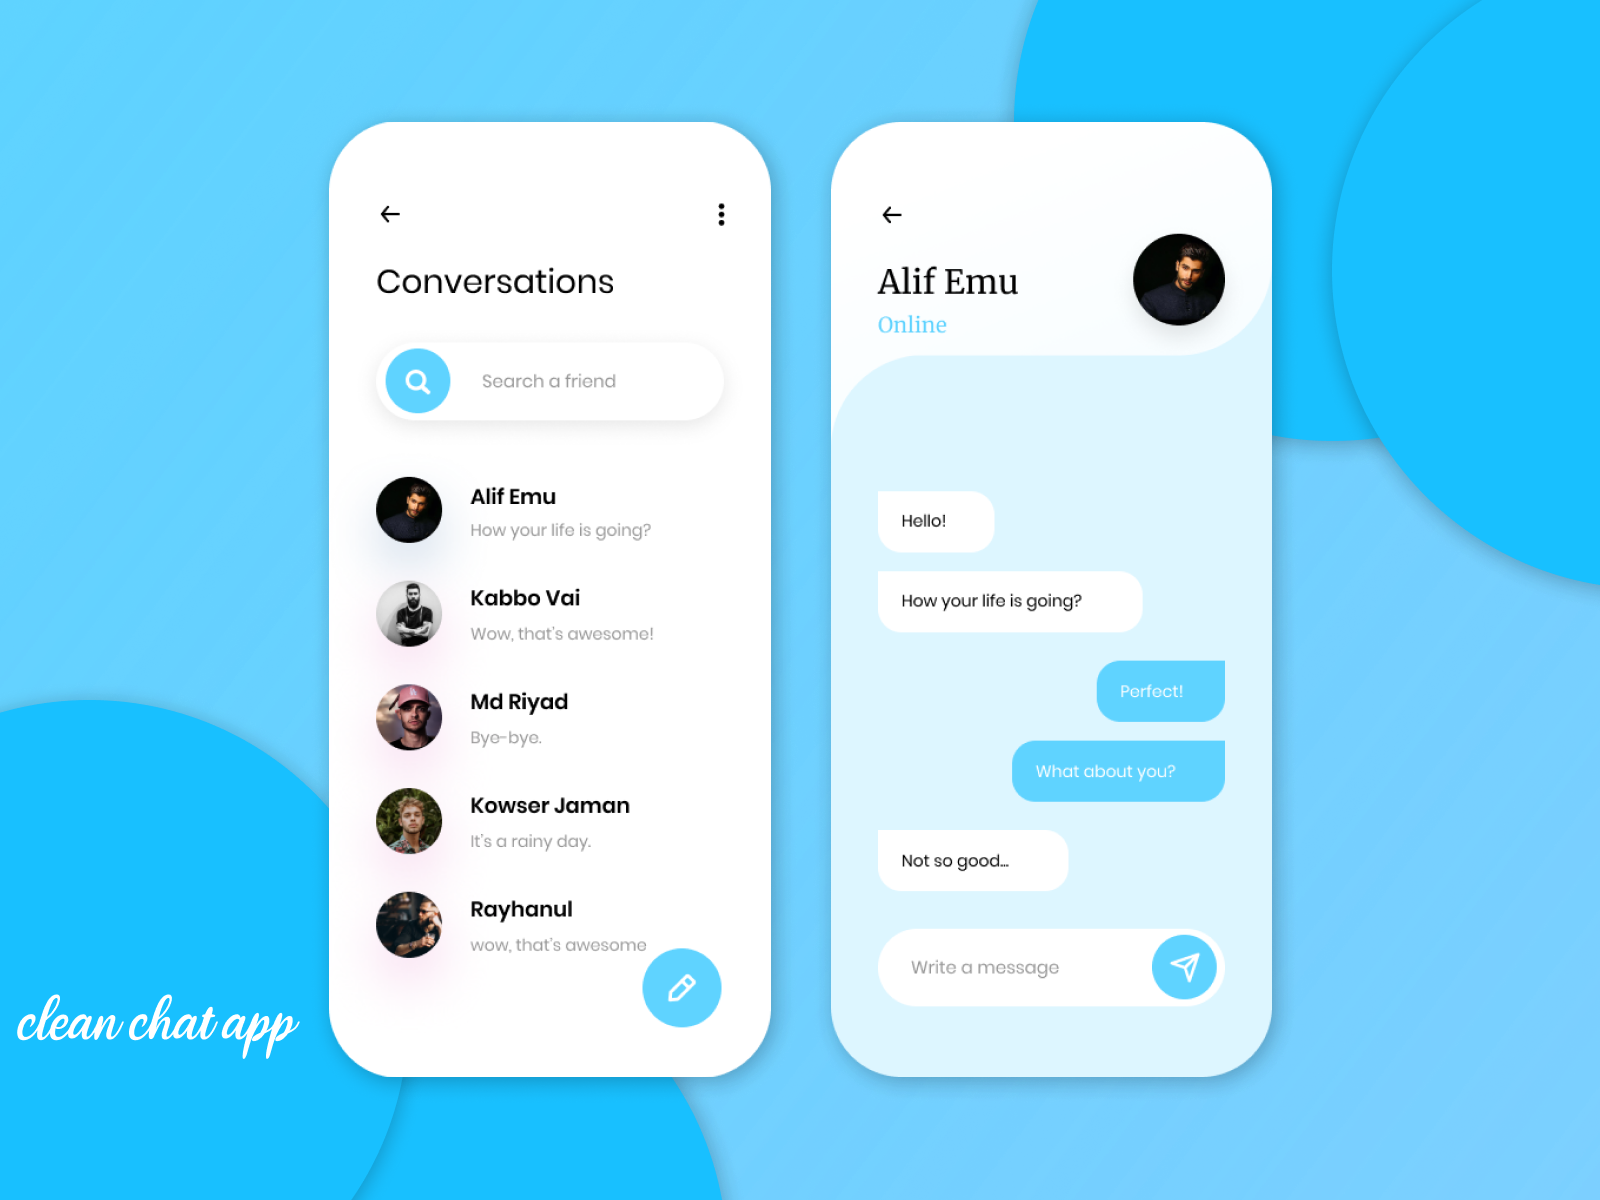 Conversations
Search a friend
Alif Emu
How your life is going?
Kabbo Vai
Wow, that's awesome!
Md Riyad
Bye-bye.
Kowser Jaman
It's a rainy day.
Rayhanul
wow, that's awesome
clean chat app
Alif Emu
Online
Hello!
How your life is going?
Perfect!
What about you?
Not so good...
Write a message